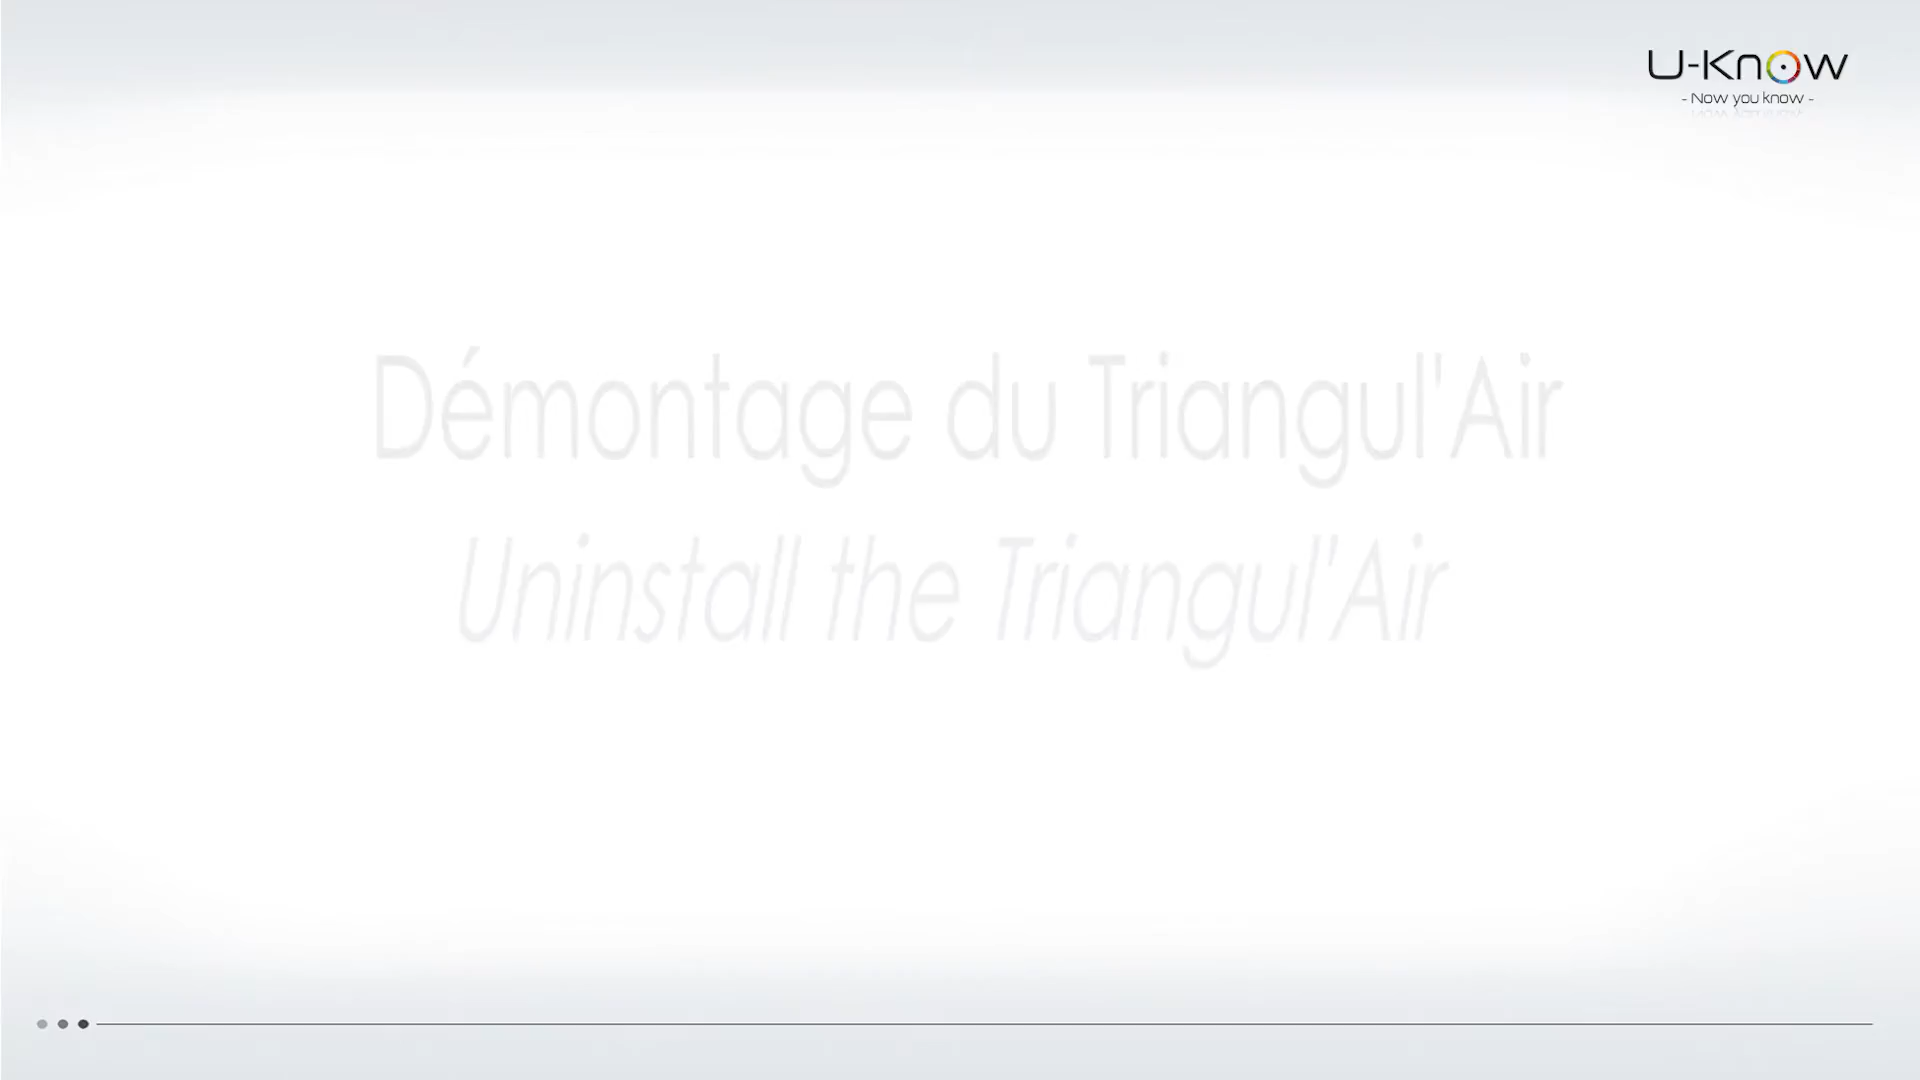 U-Know
- Now you know -
Démontage du Triangul'Air
Uninstall the Triangul'Air